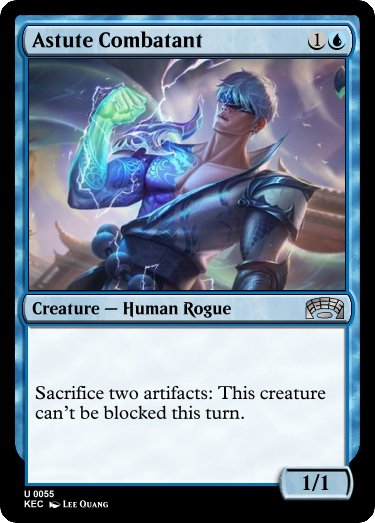 Astute Combatant 1
Creature — Human Rogue
Sacrifice two artifacts: This creature
can't be blocked this turn.
1/1
U 0055
KEC Lee Quang